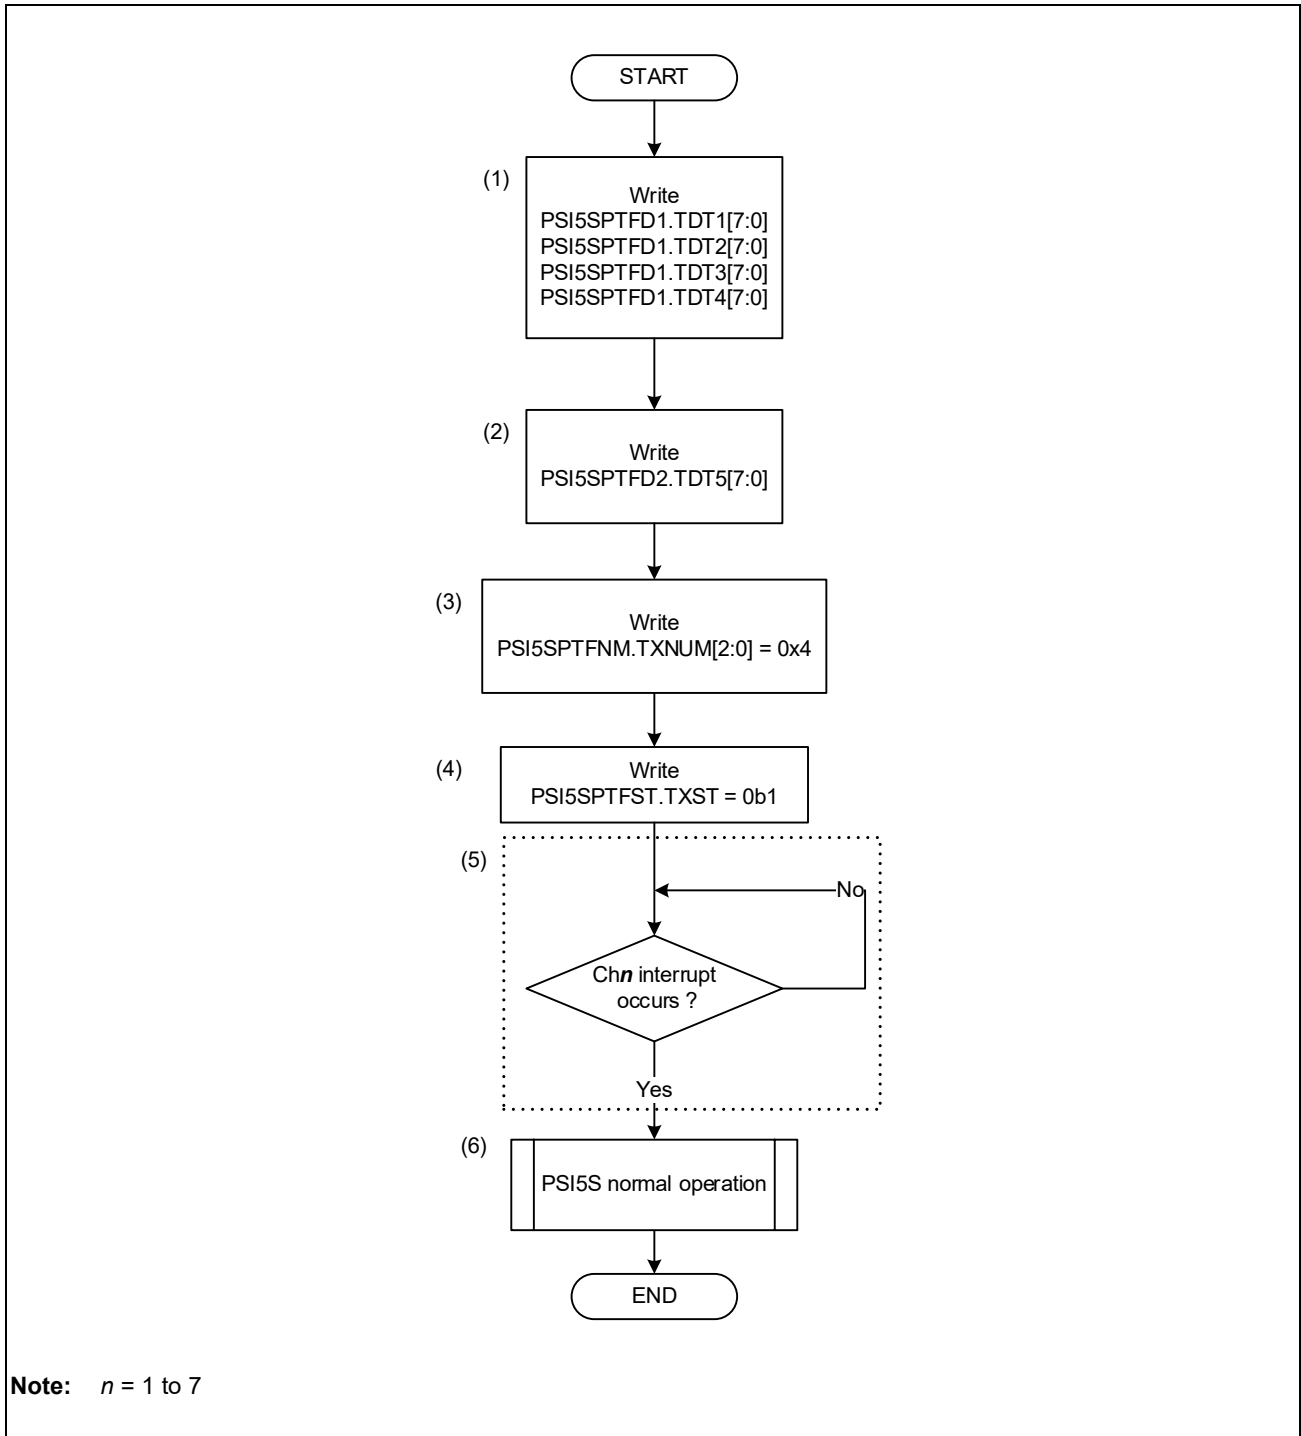 START
(1)
Write
PSI5SPTFD1.TDT1[7:0]
PSI5SPTFD1.TDT2[7:0]
PSI5SPTFD1.TDT3[7:0]
PSI5SPTFD1.TDT4[7:0]
(2)
Write
PSI5SPTFD2.TDT5[7:0]
(3)
Write
PSI5SPTFNM.TXNUM[2:0] = 0x4
(4)
Write
PSI5SPTFST.TXST = 0b1
(5)
No
Chn interrupt
occurs ?
Yes
(6)
PSI5S normal operation
END
Note: n = 1 to 7